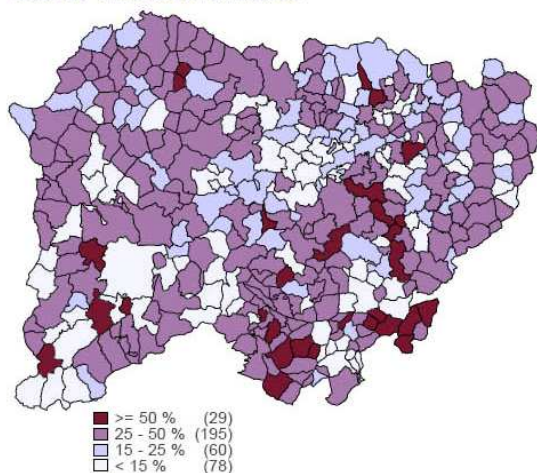 >= 50 % (29)
25 - 50 % (195)
15 - 25 % (60)
< 15 % (78)